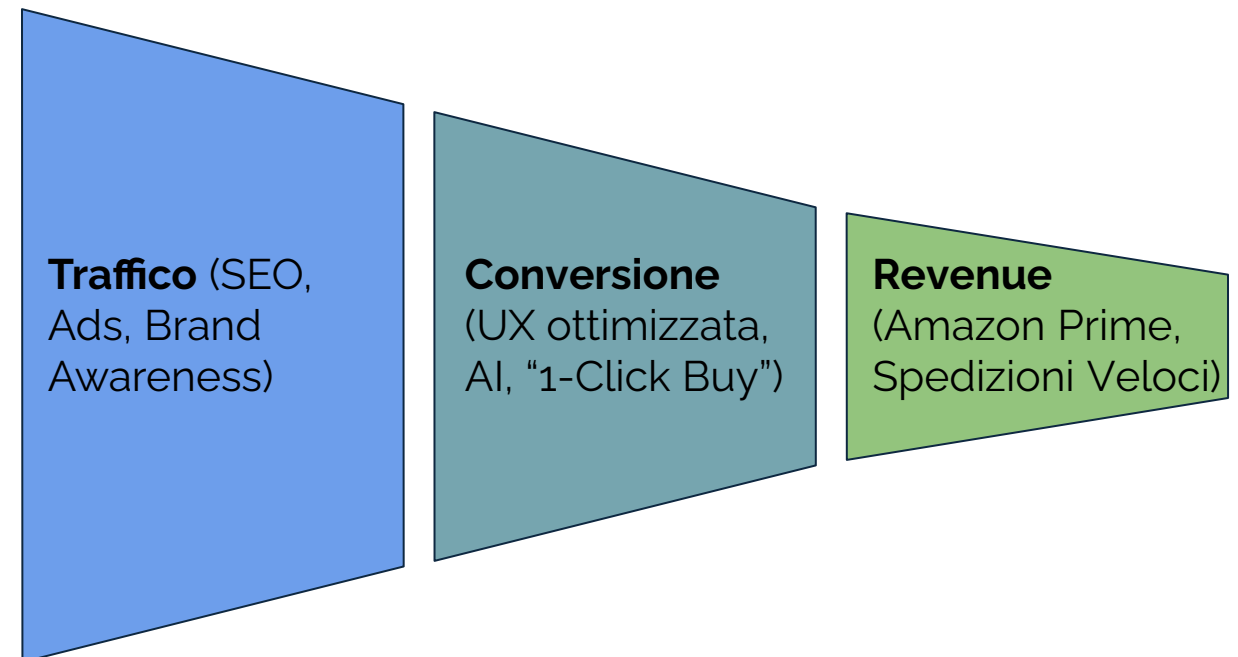 Traffico (SEO,
Ads, Brand
Awareness)
Conversione
(UX ottimizzata,
AI, “1-Click Buy”)
Revenue
(Amazon Prime,
Spedizioni Veloci)